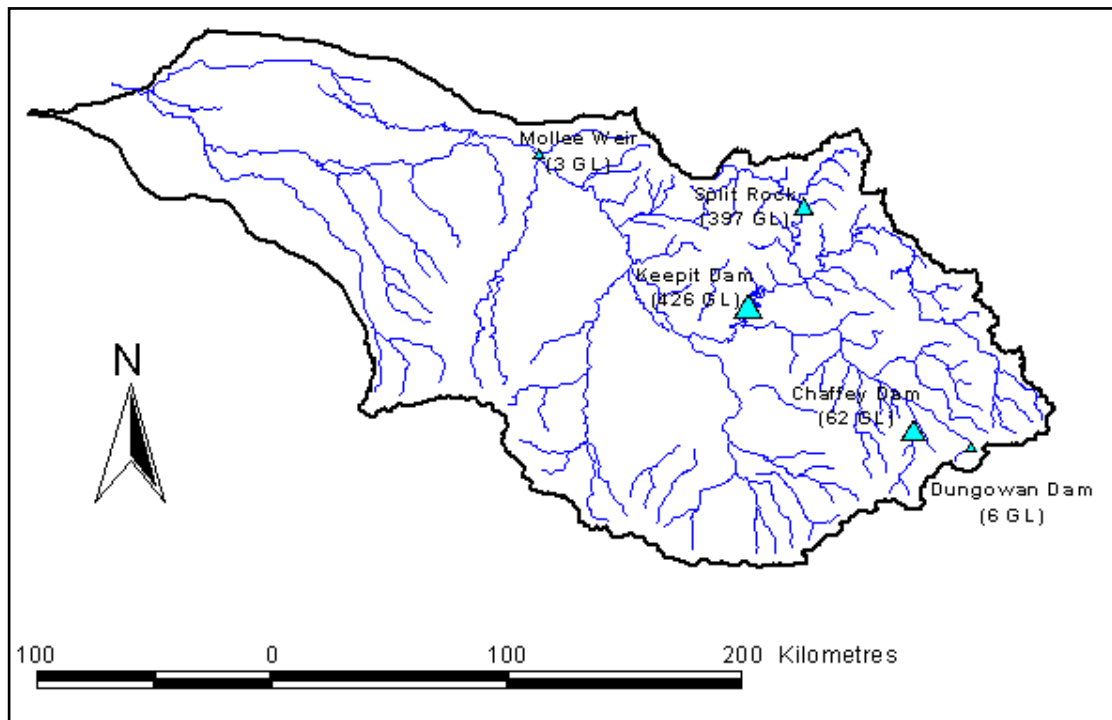 Mollee Weir
(3 GL)
Split Rock
(397 GL)
Keepit Dam
(426 GL)
N
Chaffey Dam
(62 GL)
Dungowan Dam
(6 GL)
100 0 100 200 Kilometres